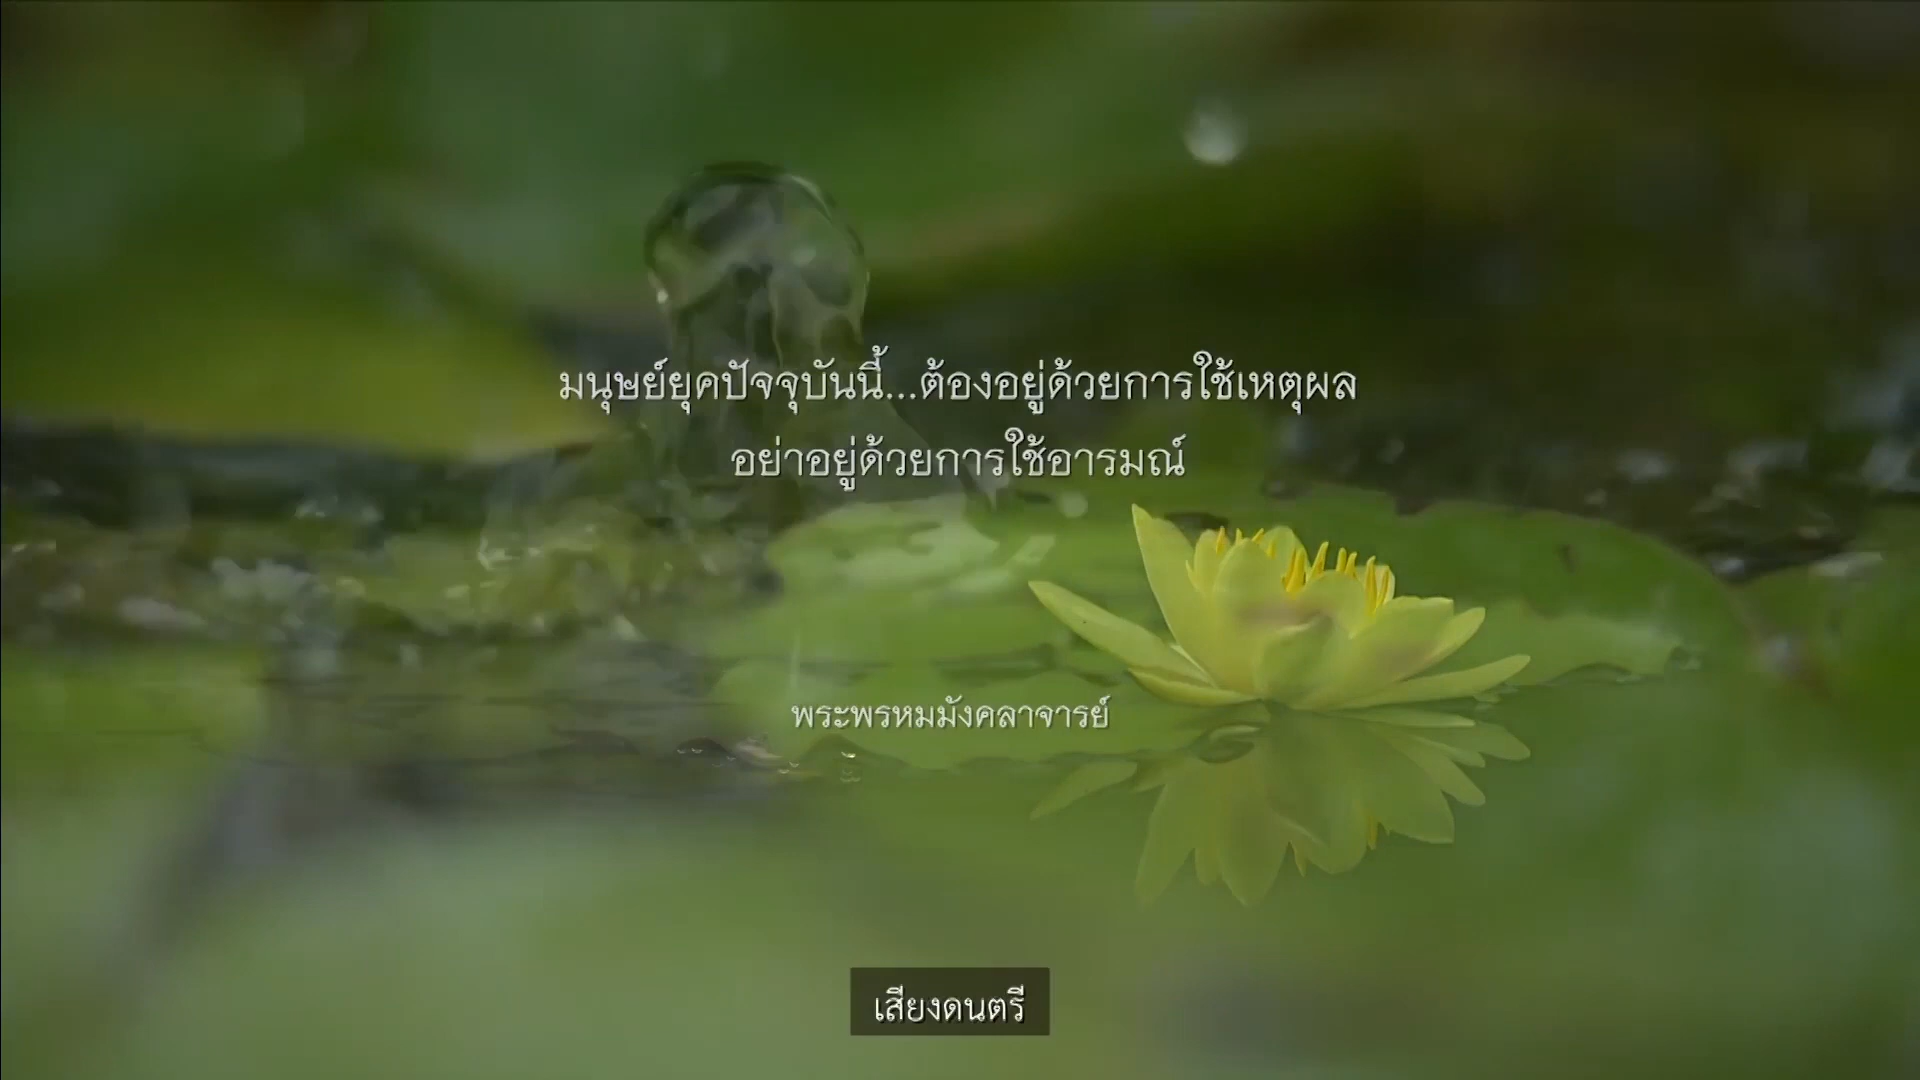 มนุษย์ยุคปัจจุบันนี้...ต้องอยู่ด้วยการใช้เหตุผล
อย่าอยู่ด้วยการใช้อารมณ์
พระพรหมมังคลาจารย์
เสียงดนตรี